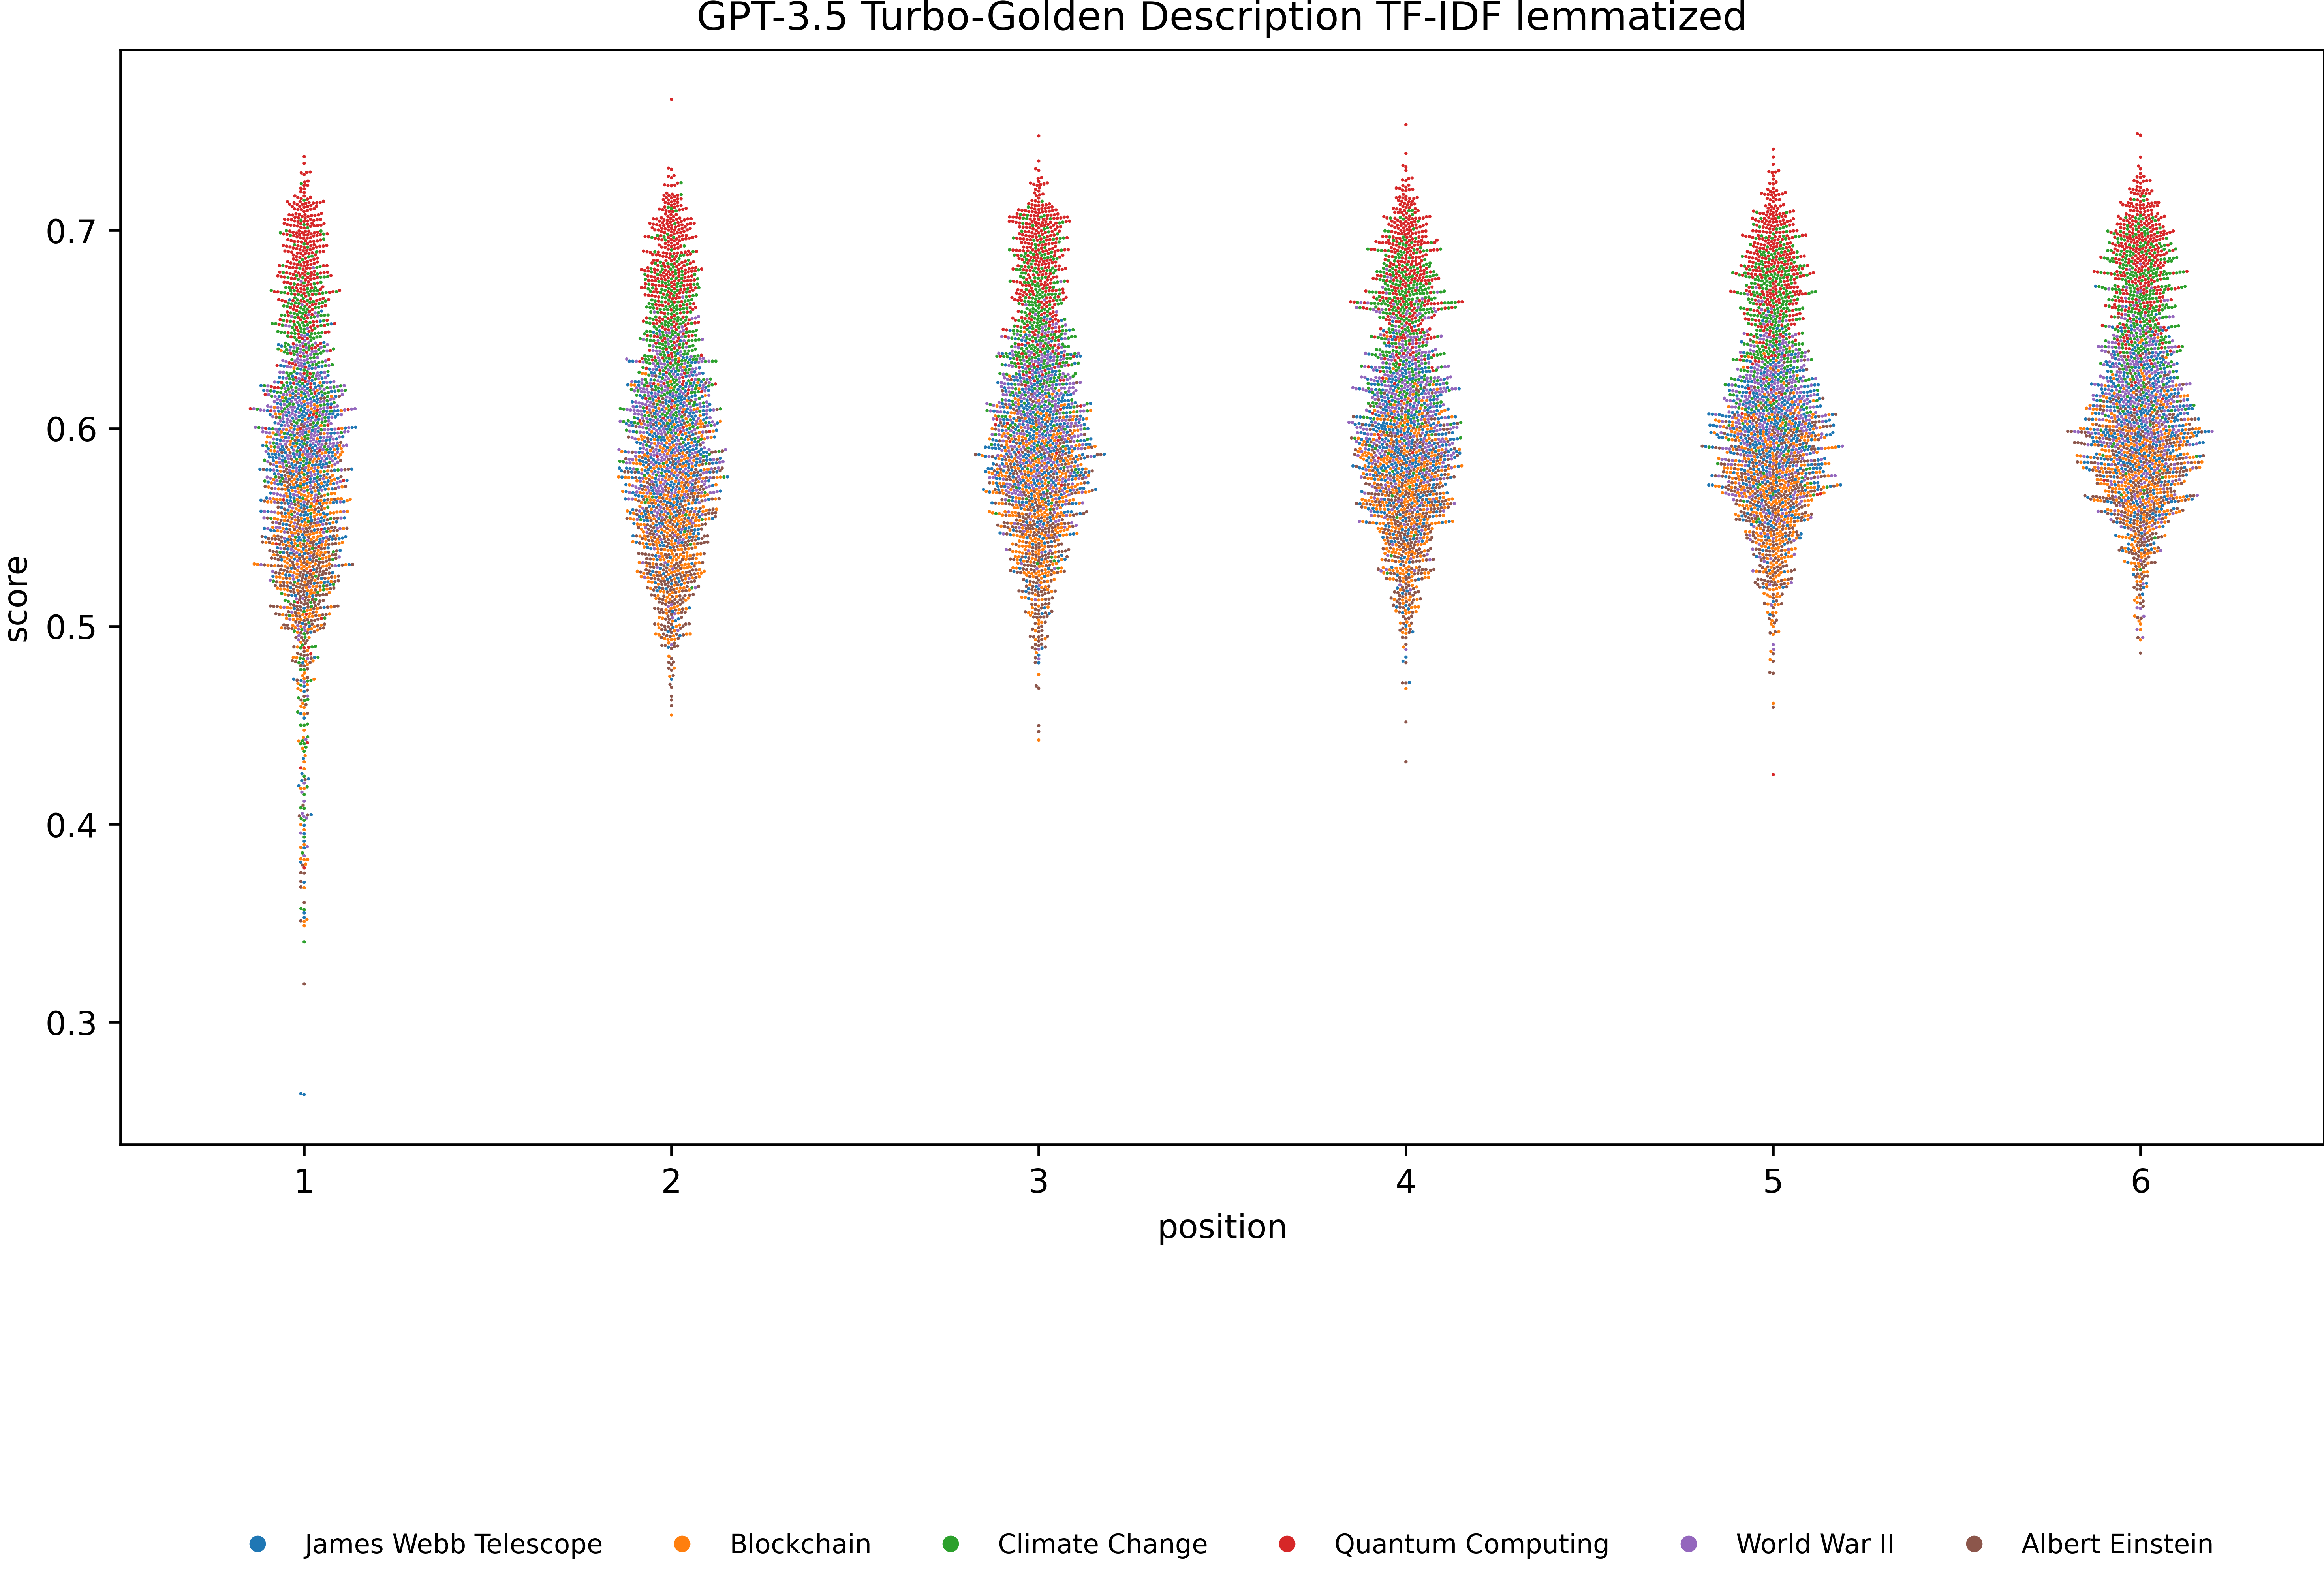 GPT-3.5 Turbo-Golden Description TF-IDF lemmatized
0.7
0.6
0.5
0.4
0.3
score
1 2 3 4 5 6
position
James Webb Telescope Blockchain Climate Change Quantum Computing World War II Albert Einstein